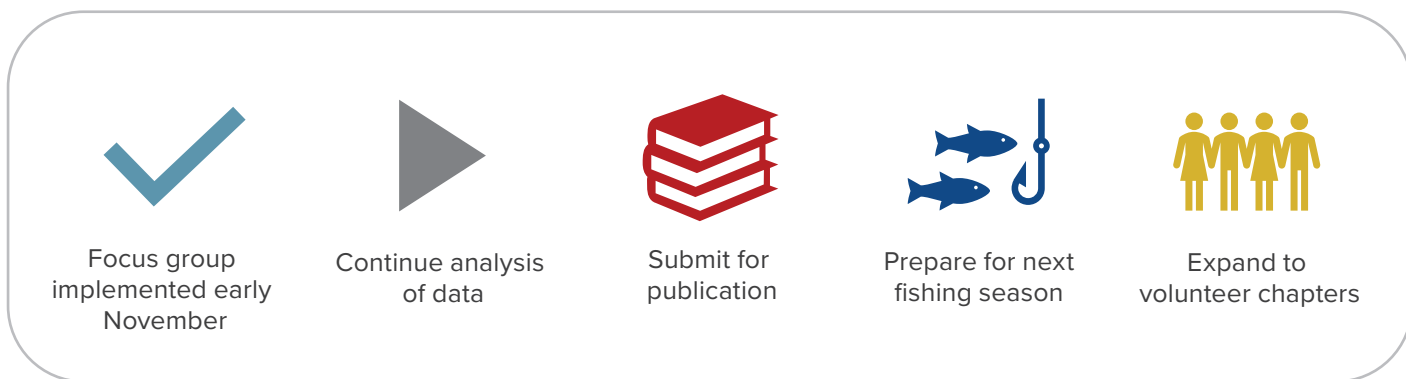 Focus group
implemented early
November
Continue analysis
of data
Submit for
publication
Prepare for next
fishing season
Expand to
volunteer chapters